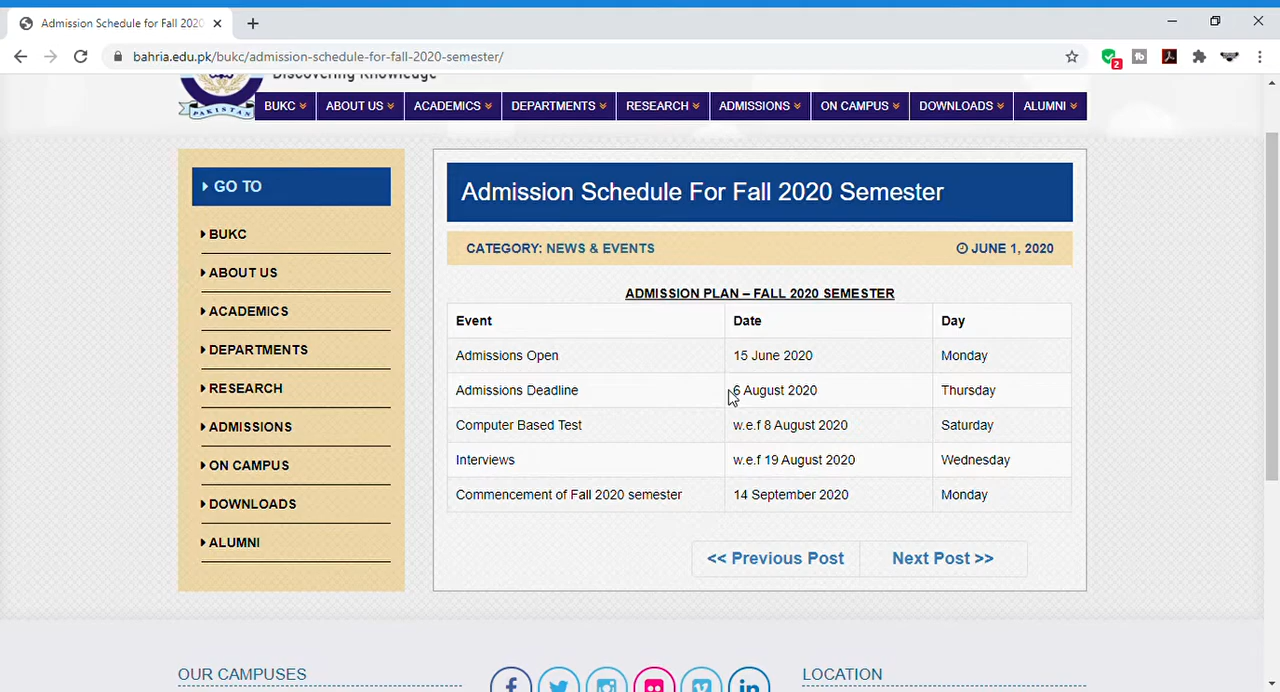 Admission Schedule for Fall 2020
bahria.edu.pk/bukc/admission-schedule-for-fall-2020-semester/
2
Discovering Knowledge
PAKISTAN
BUKC ABOUT US ACADEMICS DEPARTMENTS RESEARCH ADMISSIONS ON CAMPUS DOWNLOADS ALUMNI
GO TO
BUKC
ABOUT US
ACADEMICS
DEPARTMENTS
RESEARCH
ADMISSIONS
ON CAMPUS
DOWNLOADS
ALUMNI
Admission Schedule For Fall 2020 Semester
CATEGORY: NEWS & EVENTS JUNE 1, 2020
ADMISSION PLAN – FALL 2020 SEMESTER
Event Date Day
Admissions Open 15 June 2020 Monday
Admissions Deadline 6 August 2020 Thursday
Computer Based Test w.e.f 8 August 2020 Saturday
Interviews w.e.f 19 August 2020 Wednesday
Commencement of Fall 2020 semester 14 September 2020 Monday
<< Previous Post Next Post >>
OUR CAMPUSES LOCATION